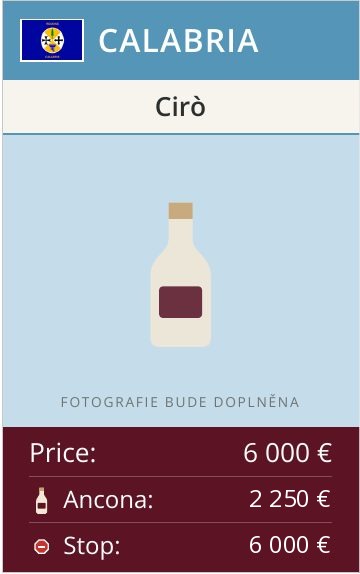 CALABRIA
Cirò
FOTOGRAFIE BUDE DOPLNĚNA
Price: 6 000 €
Ancona: 2 250 €
Stop: 6 000 €